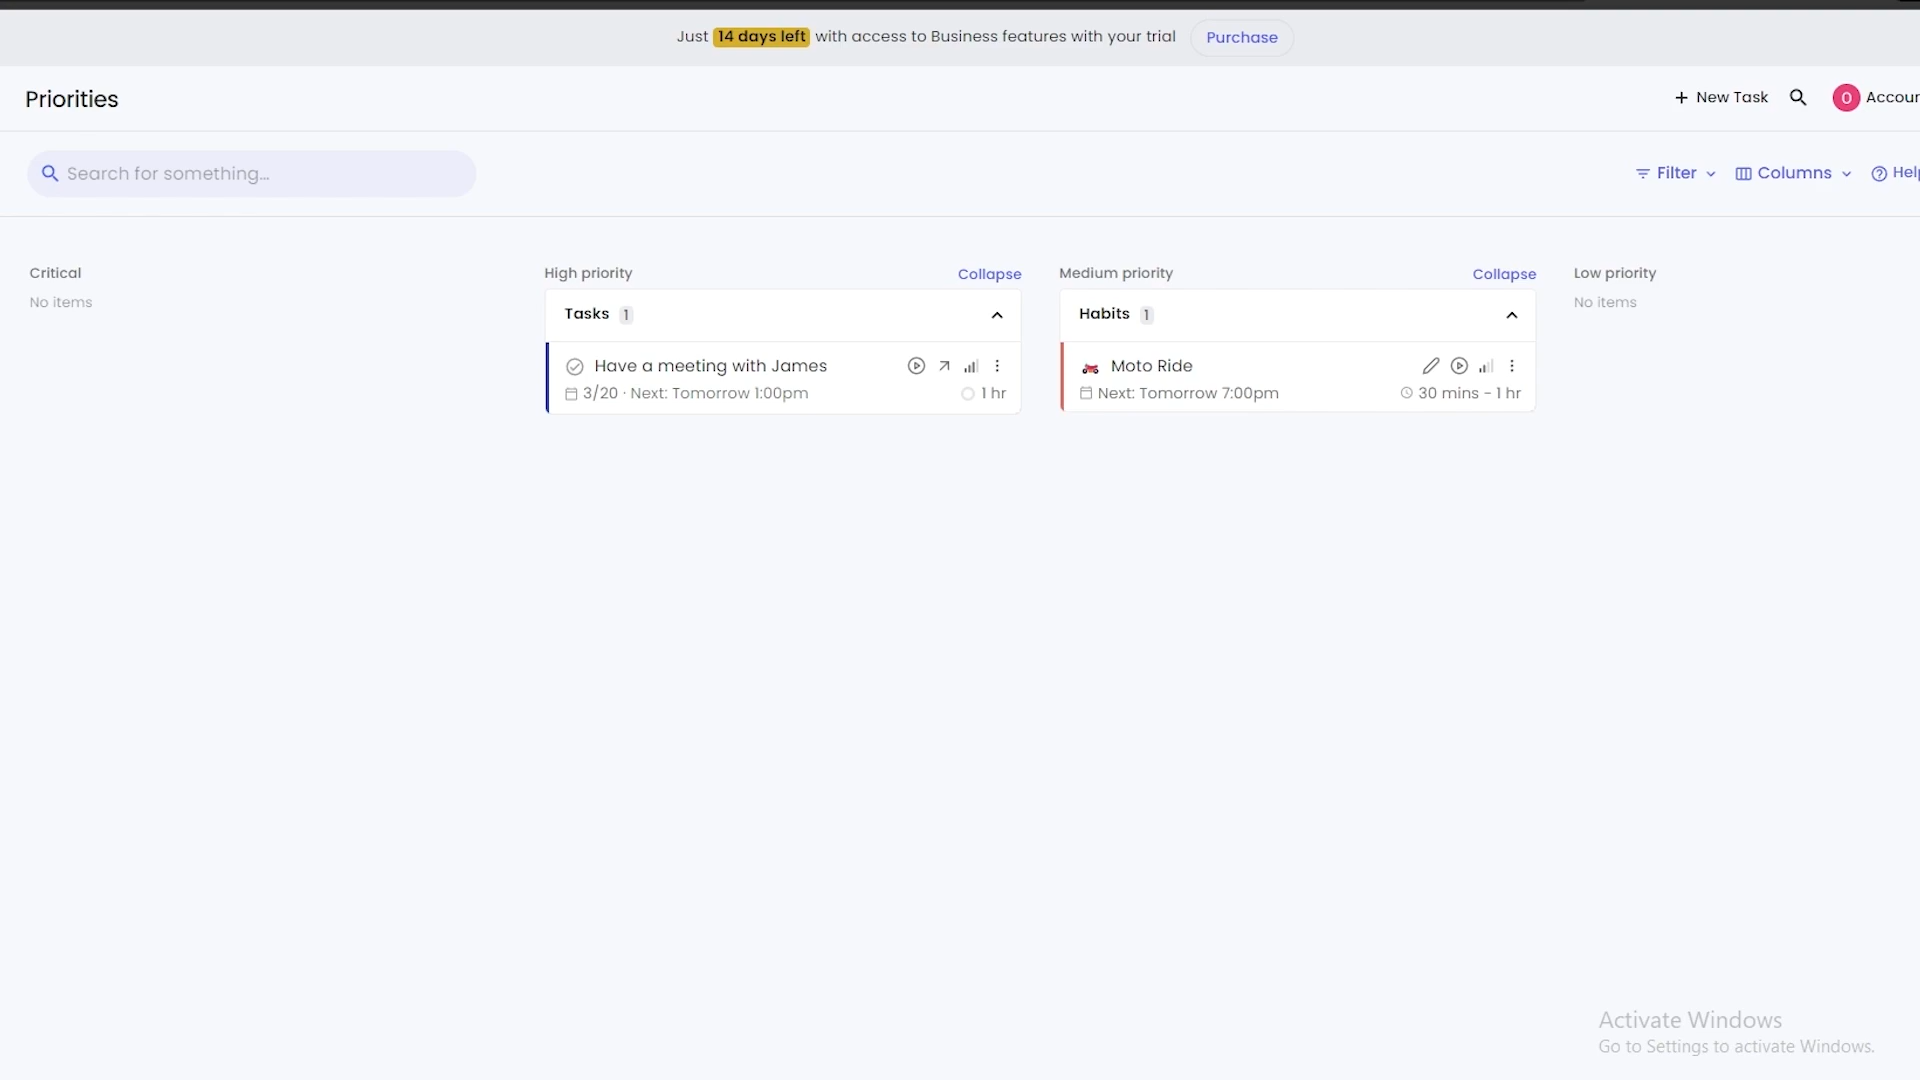 Just 14 days left with access to Business features with your trial Purchase
Priorities
New Task
O
Accour
Search for something...
Filter
Columns
Help
Critical
No items
High priority
Collapse
Tasks 1
Have a meeting with James
3/20 · Next: Tomorrow 1:00pm
1 hr
Medium priority
Collapse
Habits 1
Moto Ride
Next: Tomorrow 7:00pm
30 mins - 1 hr
Low priority
No items
Activate Windows
Go to Settings to activate Windows.